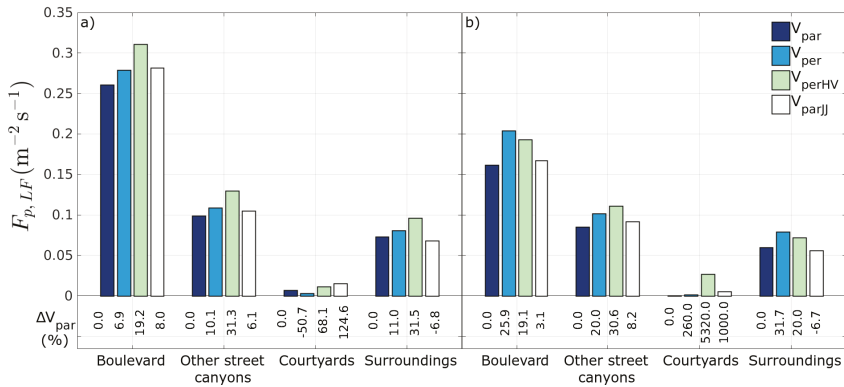 a)
b)
0.35
0.3
0.25
0.2
0.15
0.1
0.05
0
F_{p, LF} (m^{-2} s^{-1})
V_par
V_per
V_perHV
V_parJJ
ΔV_par (%)
0.0 6.9 19.2 8.0
0.0 10.1 31.3 6.1
0.0 -50.7 68.1 124.6
0.0 11.0 31.5 -6.8
0.0 25.9 19.1 3.1
0.0 20.0 30.6 8.2
0.0 260.0 5320.0 1000.0
0.0 31.7 20.0 -6.7
Boulevard Other street canyons Courtyards Surroundings
Boulevard Other street canyons Courtyards Surroundings